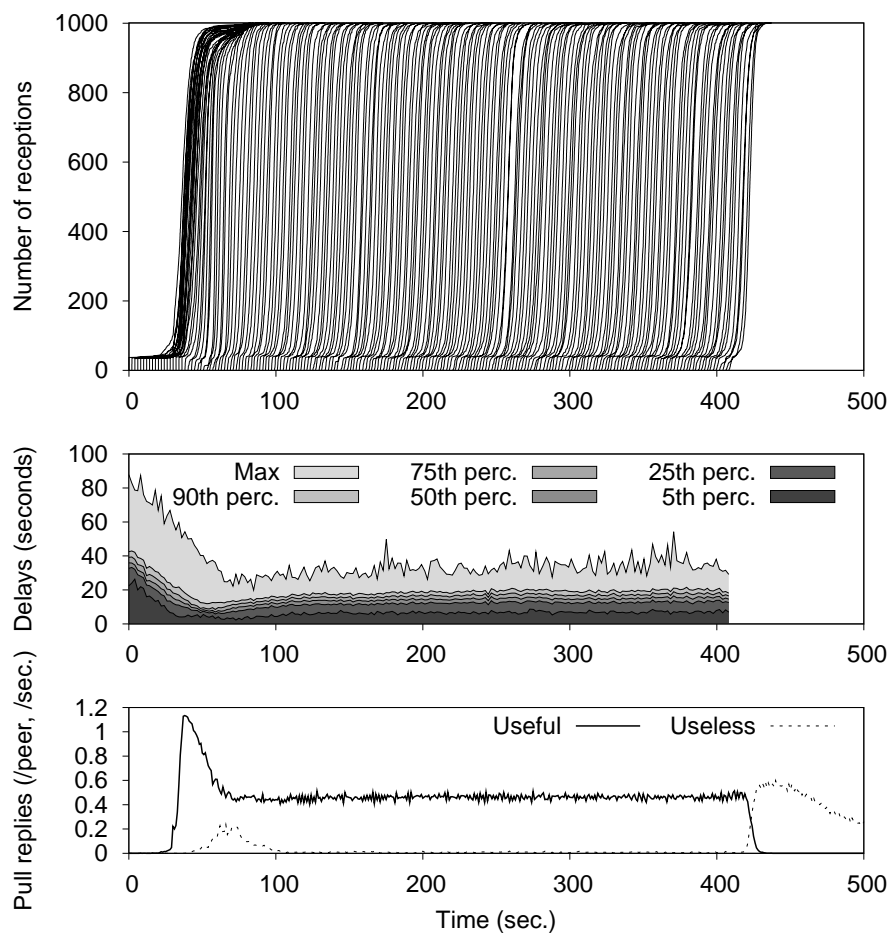 Number of receptions
1000
800
600
400
200
0
0 100 200 300 400 500
Delays (seconds)
100
80
60
40
20
0
Max 75th perc. 25th perc.
90th perc. 50th perc. 5th perc.
0 100 200 300 400 500
Pull replies (/peer, /sec.)
1.2
1
0.8
0.6
0.4
0.2
0
Useful Useless
0 100 200 300 400 500
Time (sec.)